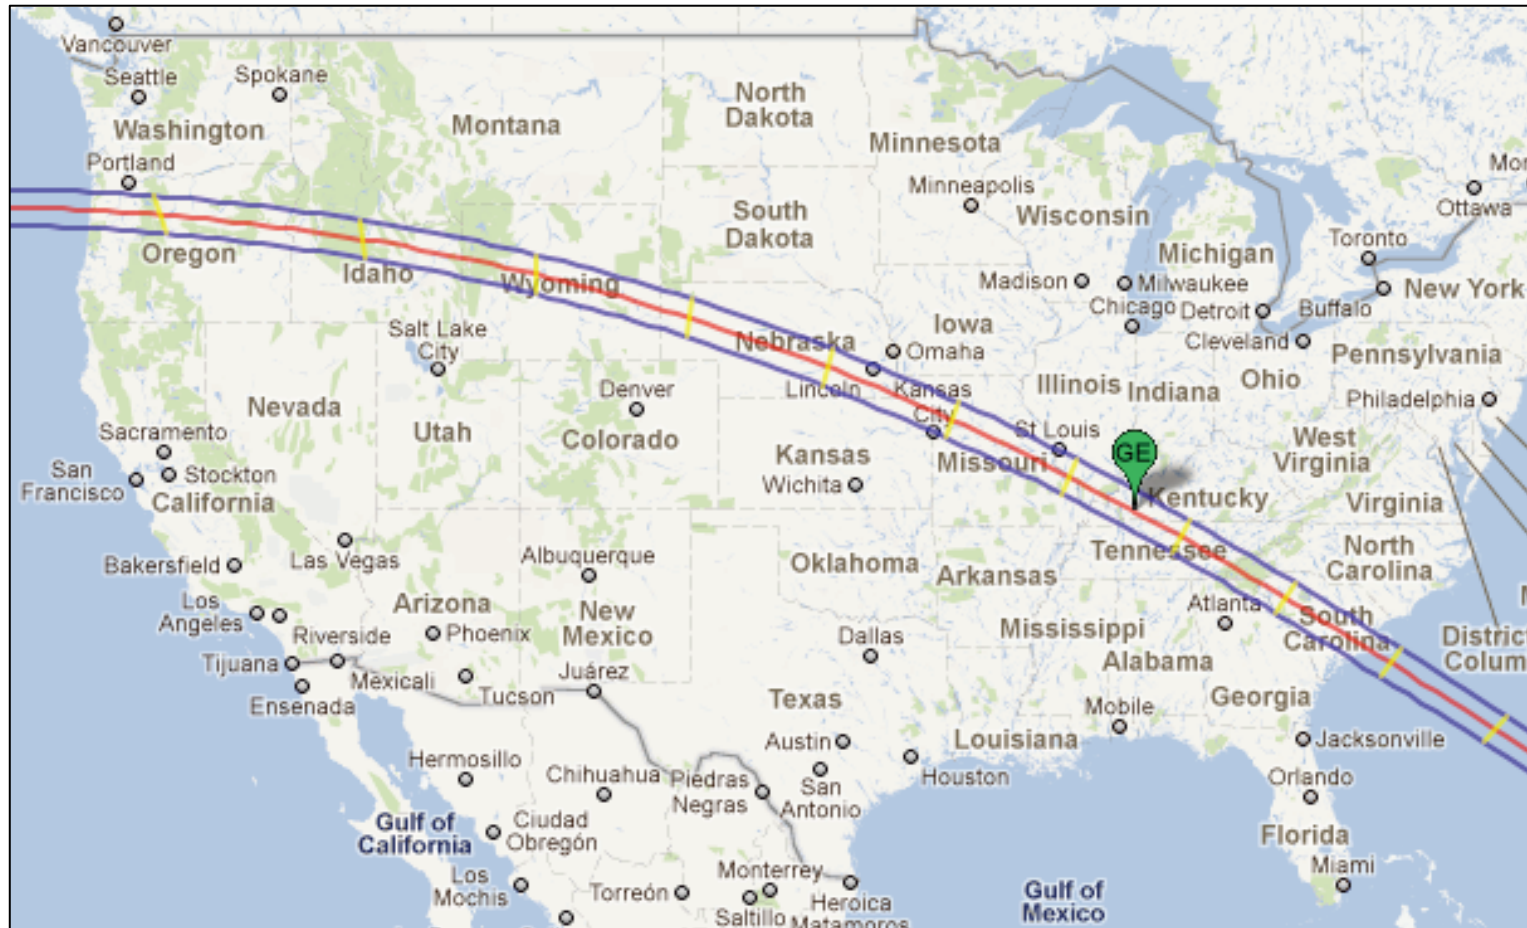 Vancouver
Seattle
Spokane
Washington
Montana
North
Dakota
Minnesota
Portland
Minneapolis
Wisconsin
Ottawa
South
Dakota
Michigan
Toronto
Oregon
Idaho
Wyoming
Madison
Milwaukee
Chicago
Detroit
Buffalo
New York
Salt Lake
City
Nebraska
Iowa
Omaha
Cleveland
Pennsylvania
Denver
Lincoln
Kansas
City
Illinois
Indiana
Ohio
Philadelphia
Nevada
Utah
Colorado
Sacramento
Stockton
San
Francisco
California
Kansas
Wichita
St Louis
Missouri
GE
Kentucky
West
Virginia
Virginia
Las Vegas
Bakersfield
Albuquerque
Oklahoma
Arkansas
Tennessee
North
Carolina
Los
Angeles
Arizona
New
Mexico
Atlanta
South
Carolina
Riverside
Phoenix
Dallas
Mississippi
Alabama
Tijuana
Mexicali
Tucson
Juárez
Ensenada
Texas
Georgia
Mobile
Austin
Louisiana
Jacksonville
Hermosillo
Chihuahua
Piedras
Negras
San
Antonio
Houston
Orlando
Gulf of
California
Ciudad
Obregón
Florida
Miami
Los
Mochis
Torreón
Monterrey
Saltillo
Heroica
Matamoros
Gulf of
Mexico